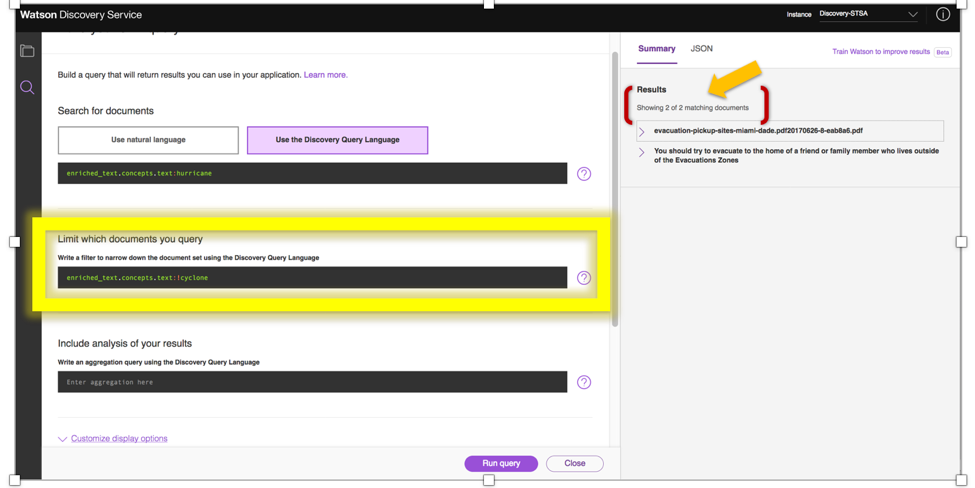 Watson Discovery Service
Instance Discovery-STSA
Build a query that will return results you can use in your application. Learn more.
Search for documents
Use natural language
Use the Discovery Query Language
enriched_text.concepts.text:hurricane
Limit which documents you query
Write a filter to narrow down the document set using the Discovery Query Language
enriched_text.concepts.text:!cyclone
Include analysis of your results
Write an aggregation query using the Discovery Query Language
Enter aggregation here
Customize display options
Run query
Close
Summary
JSON
Train Watson to improve results Beta
Results
Showing 2 of 2 matching documents
evacuation-pickup-sites-miami-dade.pdf20170626-8-eab8a6.pdf
You should try to evacuate to the home of a friend or family member who lives outside
of the Evacuations Zones